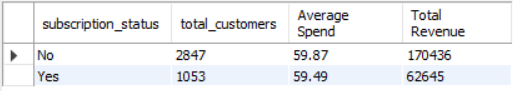 subscription_status total_customers Average Spend Total Revenue
No 2847 59.87 170436
Yes 1053 59.49 62645